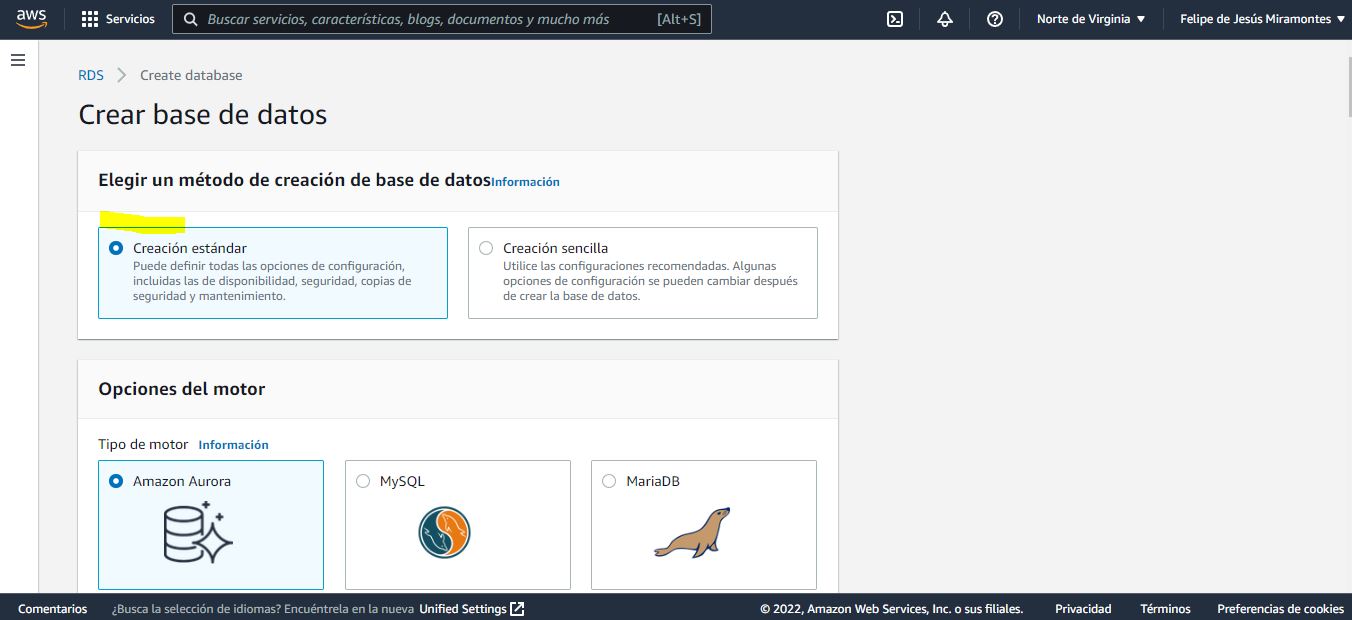 aws
Servicios
Buscar servicios, características, blogs, documentos y mucho más [Alt+S]
Norte de Virginia
Felipe de Jesús Miramontes
RDS
Create database
Crear base de datos
Elegir un método de creación de base de datos Información
Creación estándar
Puede definir todas las opciones de configuración,
incluidas las de disponibilidad, seguridad, copias de
seguridad y mantenimiento.
Creación sencilla
Utilice las configuraciones recomendadas. Algunas
opciones de configuración se pueden cambiar después
de crear la base de datos.
Opciones del motor
Tipo de motor Información
Amazon Aurora
MySQL
MariaDB
Comentarios
¿Busca la selección de idiomas? Encuéntrela en la nueva Unified Settings
© 2022, Amazon Web Services, Inc. o sus filiales.
Privacidad
Términos
Preferencias de cookies